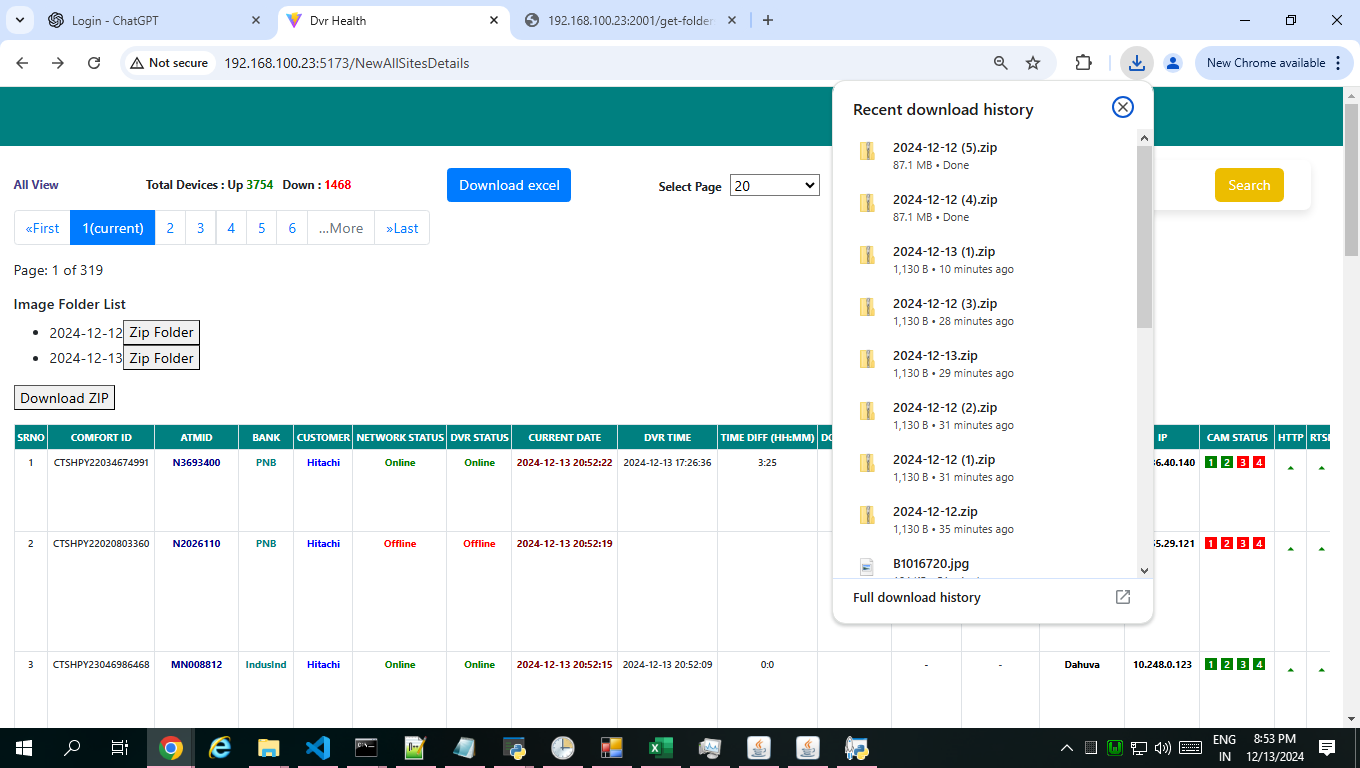 Login - ChatGPT
Dvr Health
192.168.100.23:2001/get-folder
Not secure
192.168.100.23:5173/NewAllSitesDetails
New Chrome available
Recent download history
2024-12-12 (5).zip
87.1 MB • Done
2024-12-12 (4).zip
87.1 MB • Done
2024-12-13 (1).zip
1,130 B • 10 minutes ago
2024-12-12 (3).zip
1,130 B • 28 minutes ago
2024-12-13.zip
1,130 B • 29 minutes ago
2024-12-12 (2).zip
1,130 B • 31 minutes ago
2024-12-12 (1).zip
1,130 B • 31 minutes ago
2024-12-12.zip
1,130 B • 35 minutes ago
B1016720.jpg
Full download history
All View
Total Devices : Up 3754 Down : 1468
Download excel
Select Page
20
Search
«First
1(current)
2
3
4
5
6
...More
»Last
Page: 1 of 319
Image Folder List
2024-12-12 Zip Folder
2024-12-13 Zip Folder
Download ZIP
SRNO COMFORT ID ATMID BANK CUSTOMER NETWORK STATUS DVR STATUS CURRENT DATE DVR TIME TIME DIFF (HH:MM) IP CAM STATUS HTTP
1 CTSHPY22034674991 N3693400 PNB Hitachi Online Online 2024-12-13 20:52:22 2024-12-13 17:26:36 3:25 6.40.140 1 2 3 4
2 CTSHPY22020803360 N2026110 PNB Hitachi Offline Offline 2024-12-13 20:52:19 5.29.121 1 2 3 4
3 CTSHPY23046986468 MN008812 IndusInd Hitachi Online Online 2024-12-13 20:52:15 2024-12-13 20:52:09 0:0 - - Dahuva 10.248.0.123 1 2 3 4
ENG
IN
8:53 PM
12/13/2024